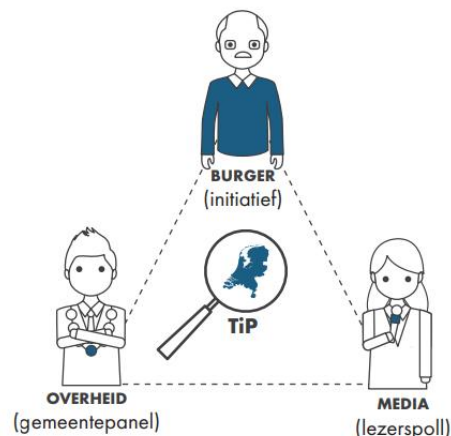 BURGER
(initiatief)
TiP
OVERHEID
(gemeentepanel)
MEDIA
(lezerspoll)